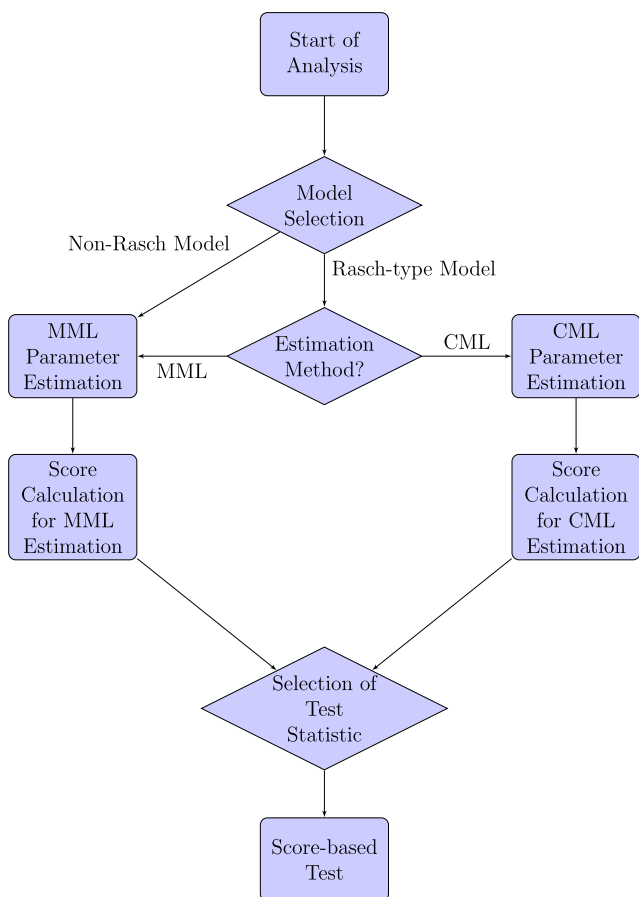 Start of
Analysis
Model
Selection
Non-Rasch Model
Rasch-type Model
MML
Parameter
Estimation
MML
Estimation
Method?
CML
CML
Parameter
Estimation
Score
Calculation
for MML
Estimation
Score
Calculation
for CML
Estimation
Selection of
Test
Statistic
Score-based
Test